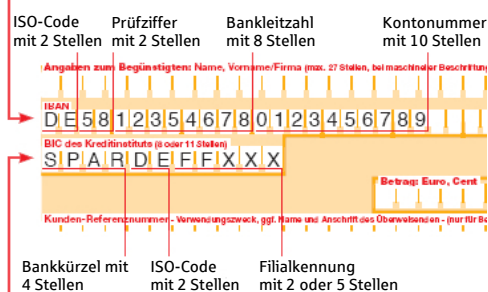 ISO-Code
mit 2 Stellen
Prüfziffer
mit 2 Stellen
Bankleitzahl
mit 8 Stellen
Kontonummer
mit 10 Stellen
Angaben zum Begünstigten: Name, Vorname/Firma (max. 27 Stellen, bei maschineller Beschriftung
IBAN
DE58123546780123456789
BIC des Kreditinstituts (8 oder 11 Stellen)
SPARDEFFXXX
Betrag: Euro, Cent
Kunden-Referenznummer - Verwendungszweck, ggf. Name und Anschrift des Überweisenden - (nur für Be
Bankkürzel mit
4 Stellen
ISO-Code
mit 2 Stellen
Filialkennung
mit 2 oder 5 Stellen